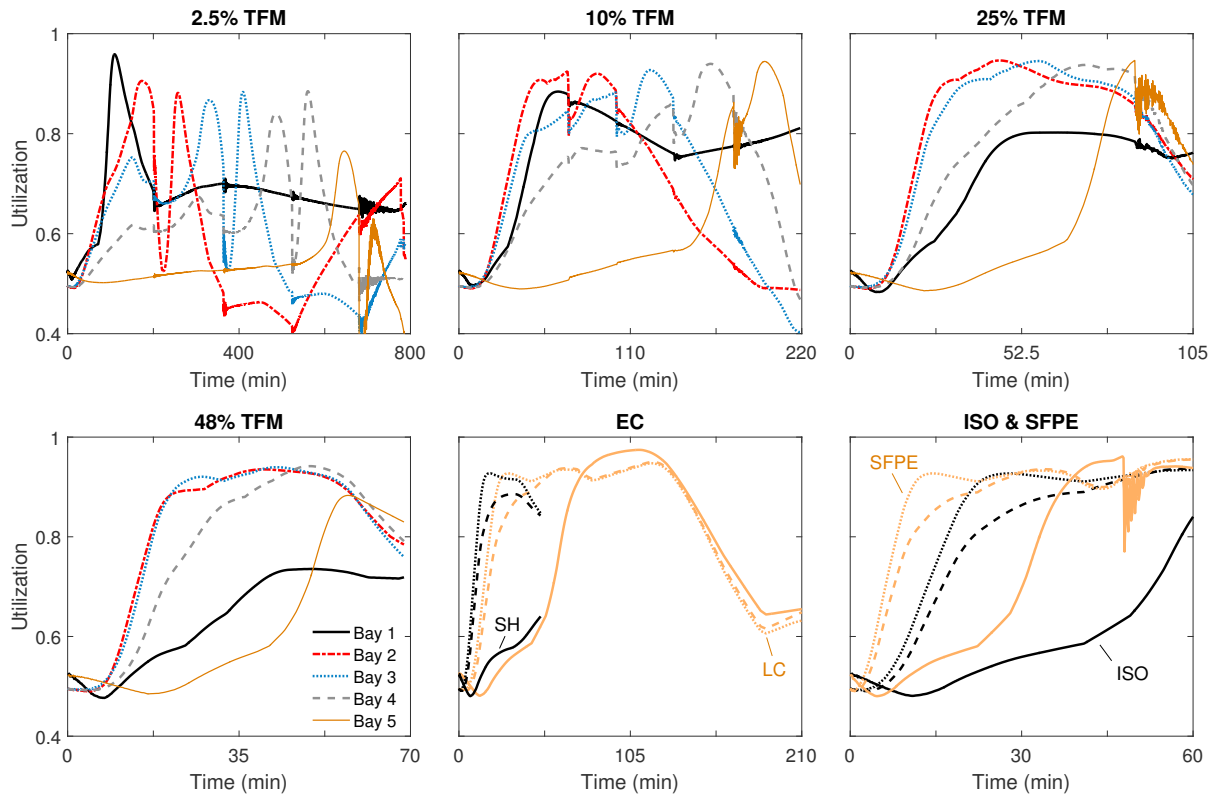 2.5% TFM
10% TFM
25% TFM
Utilization
1
0.8
0.6
0.4
0 400 800
0 110 220
0 52.5 105
Time (min)
Time (min)
Time (min)
48% TFM
EC
ISO & SFPE
Utilization
1
0.8
0.6
0.4
Bay 1
Bay 2
Bay 3
Bay 4
Bay 5
SH
LC
SFPE
ISO
0 35 70
0 105 210
0 30 60
Time (min)
Time (min)
Time (min)